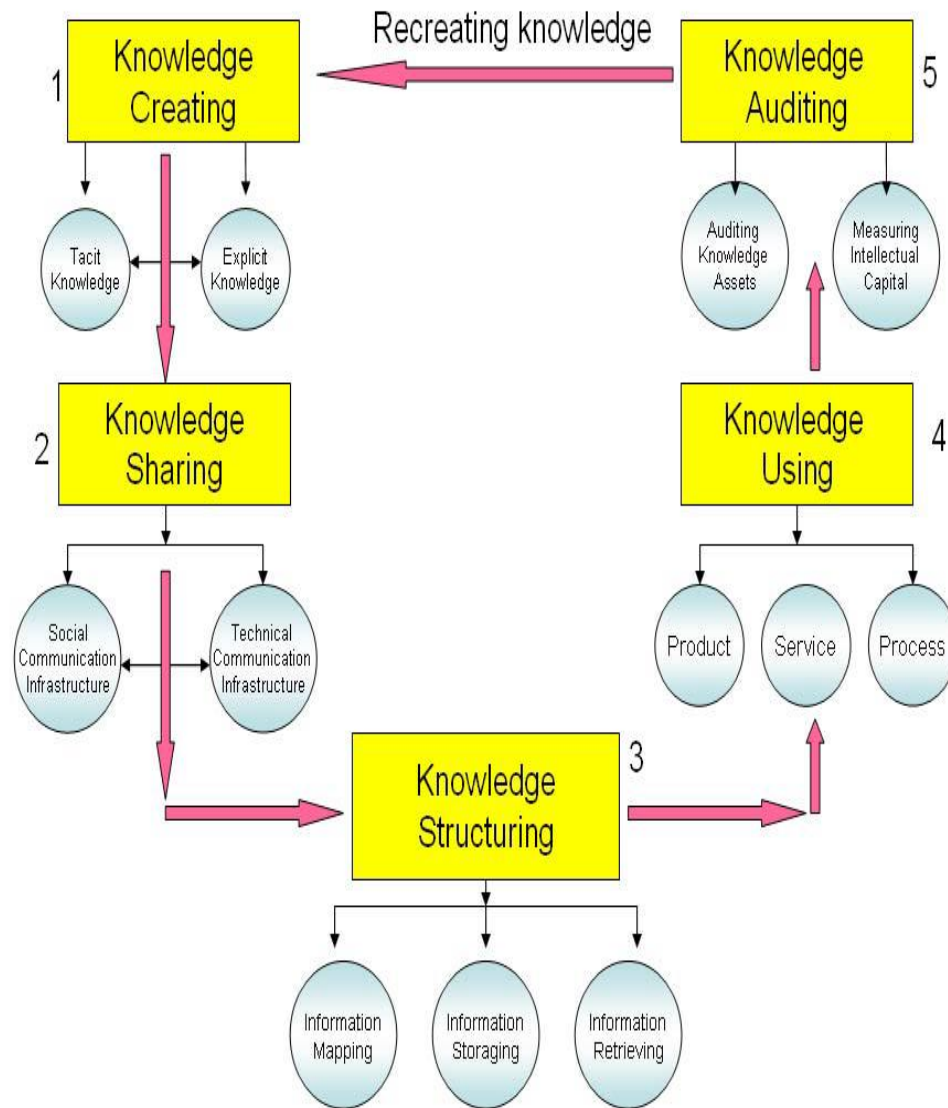 Recreating knowledge
1
Knowledge
Creating
Tacit
Knowledge
Explicit
Knowledge
2
Knowledge
Sharing
Social
Communication
Infrastructure
Technical
Communication
Infrastructure
3
Knowledge
Structuring
Information
Mapping
Information
Storaging
Information
Retrieving
4
Knowledge
Using
Product
Service
Process
5
Knowledge
Auditing
Auditing
Knowledge
Assets
Measuring
Intellectual
Capital